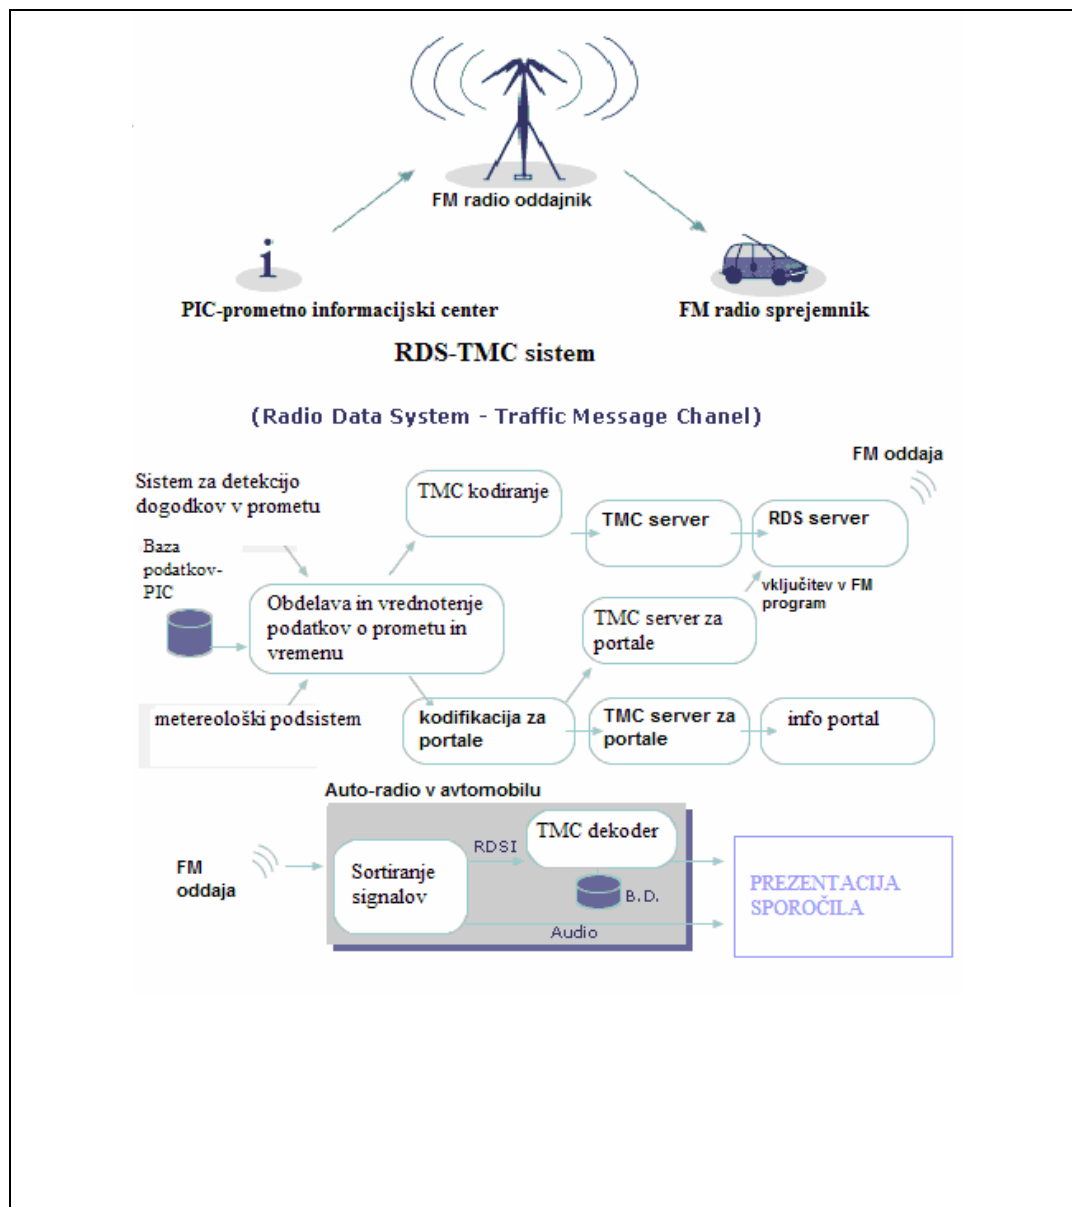 FM radio oddajnik
i
PIC-prometno informacijski center
FM radio sprejemnik
RDS-TMC sistem
(Radio Data System - Traffic Message Chanel)
FM oddaja
Sistem za detekcijo
dogodkov v prometu
TMC kodiranje
TMC server
RDS server
Baza
podatkov-
PIC
vključitev v FM
program
Obdelava in vrednotenje
podatkov o prometu in
vremenu
TMC server za
portale
metereološki podsistem
kodifikacija za
portale
TMC server za
portale
info portal
Auto-radio v avtomobilu
FM
oddaja
Sortiranje
signalov
RDSI
TMC dekoder
B.D.
Audio
PREZENTACIJA
SPOROČILA